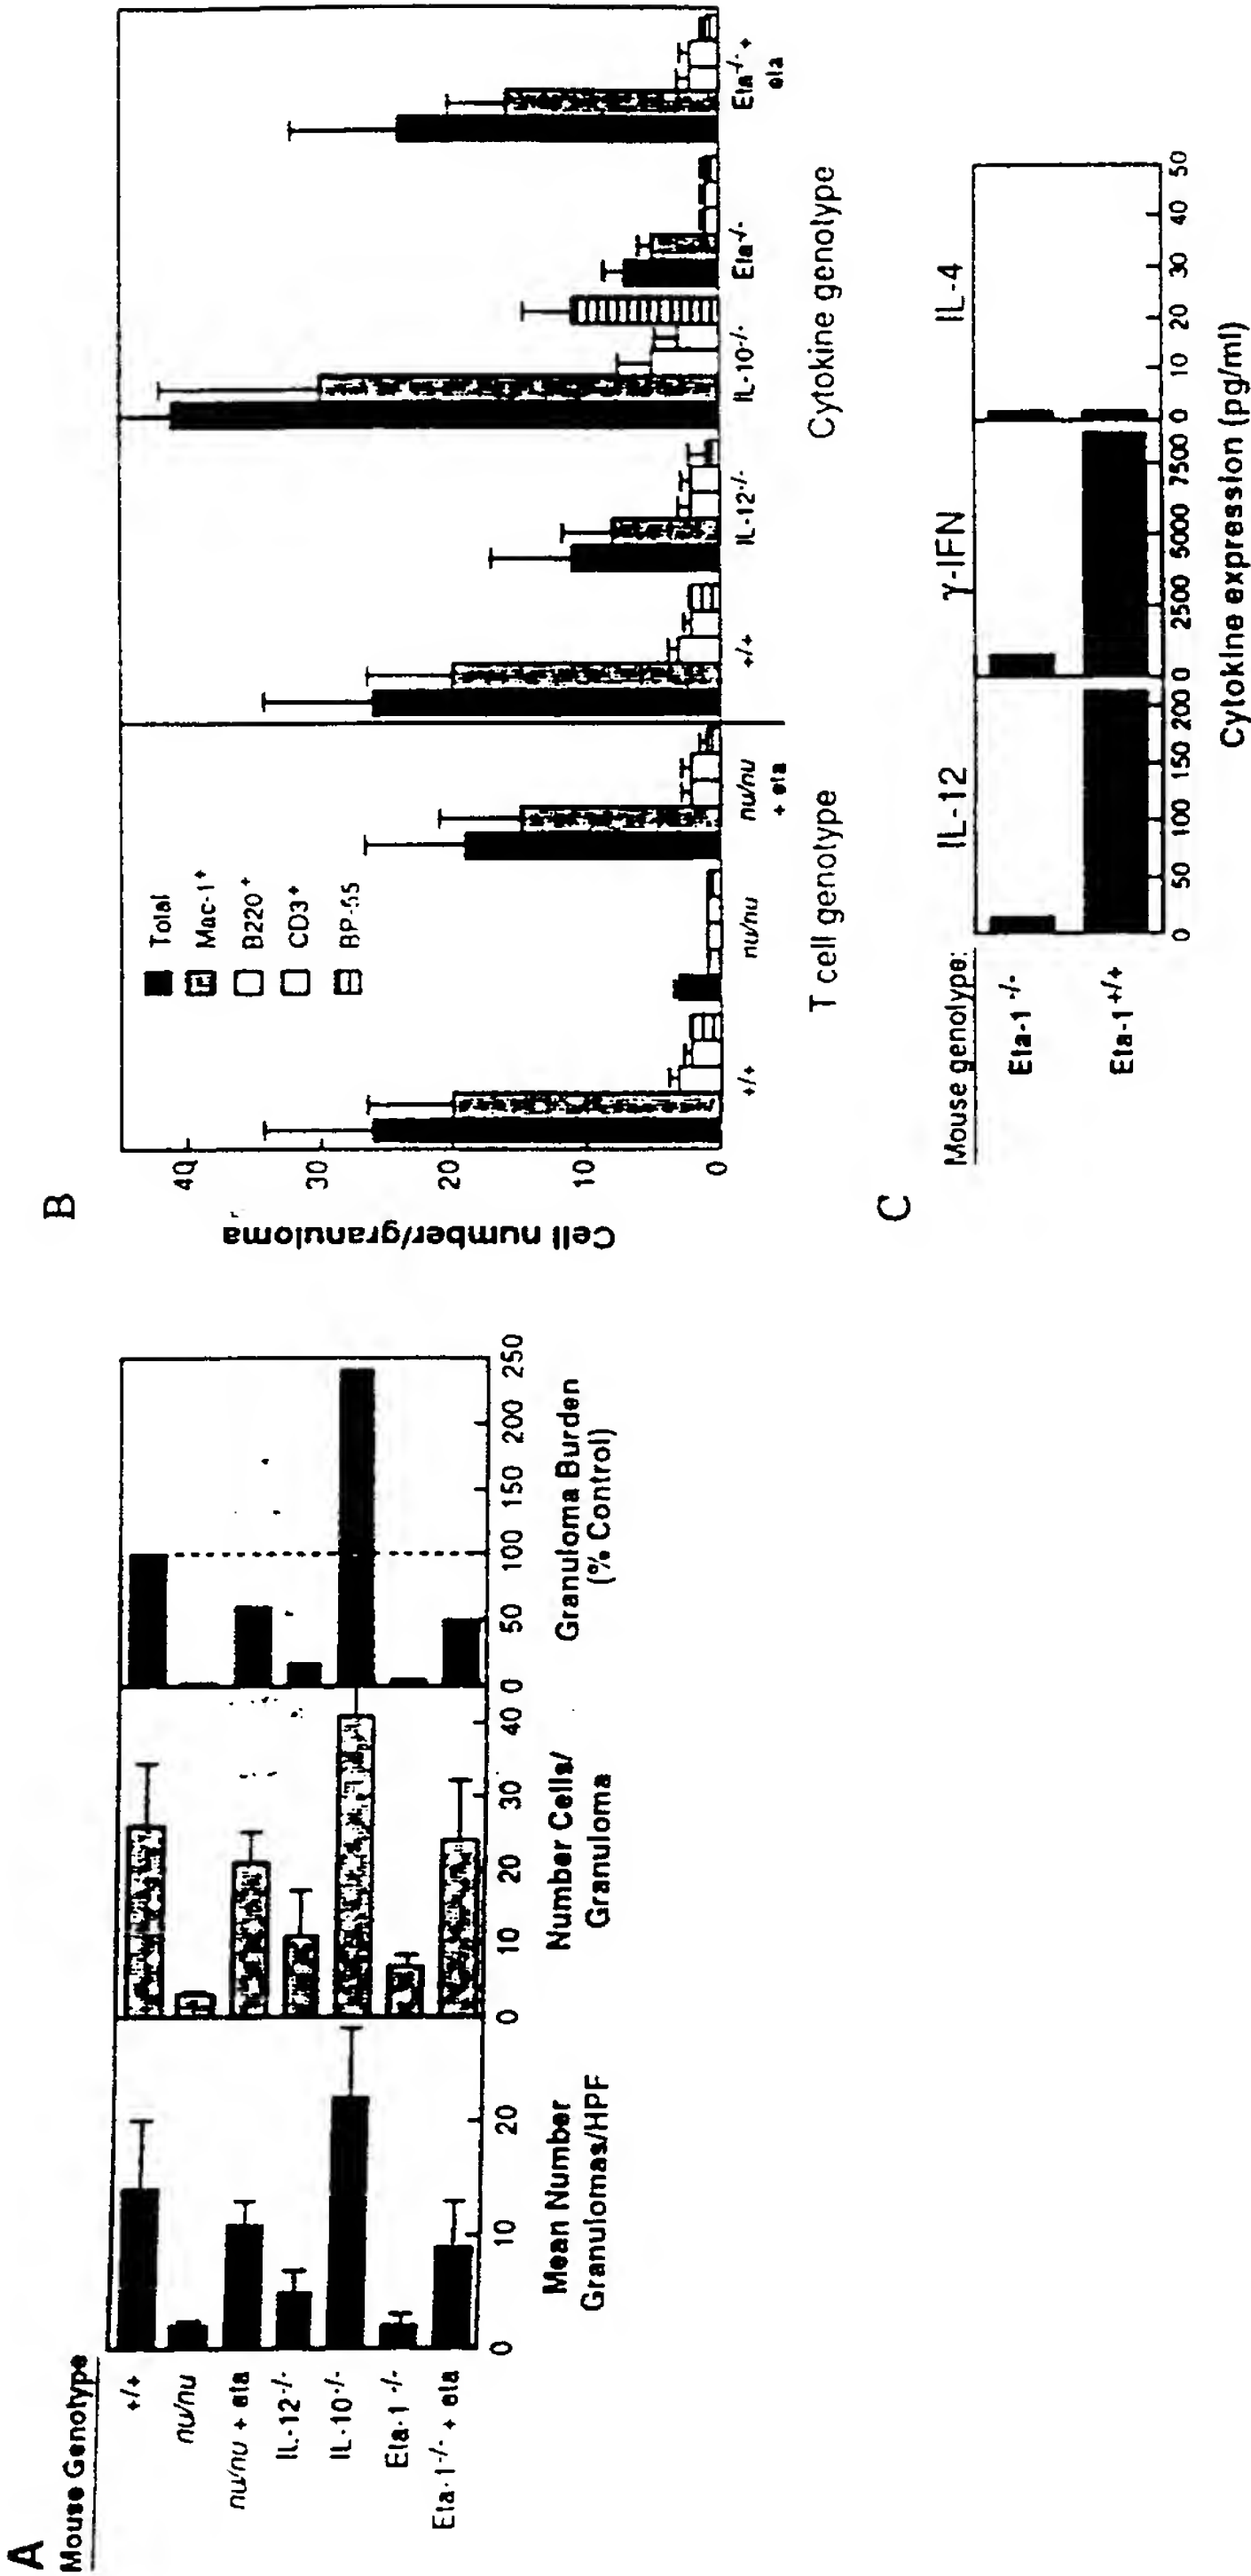 A
Mouse Genotype
+/+
nu/nu
nu/nu + eta
IL-12-/-
IL-10-/-
Eta-1 -/-
Eta-1-/- + eta
0 10 20
Mean Number
Granulomas/HPF
0 10 20 30 40
Number Cells/
Granuloma
0 50 100 150 200 250
Granuloma Burden
(% Control)
B
Cell number/granuloma
40
30
20
10
0
Total
Mac-1+
B220+
CD3+
BP-55
+/+
nu/nu
nu/nu
+ eta
+/+
IL-12-/-
IL-10-/-
Eta-/-
Eta-/- +
eta
T cell genotype
Cytokine genotype
C
Mouse genotype:
Eta-1 -/-
Eta-1 +/+
IL-12
γ-IFN
IL-4
0 50 100 150 200
0 2500 5000 7500
0 10 20 30 40 50
Cytokine expression (pg/ml)